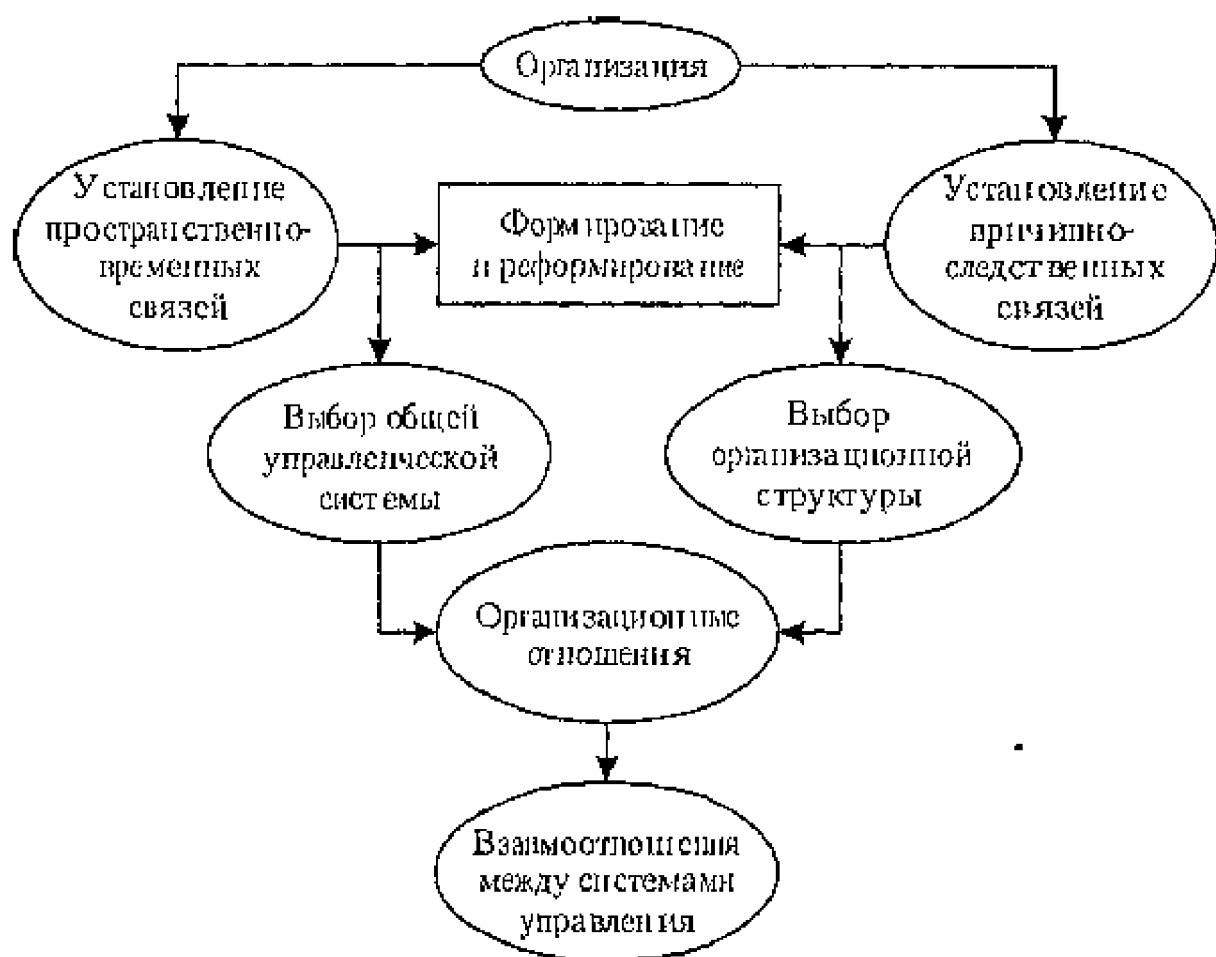 Организация
Установление
пространственно-
временных
связей
Формирование
и реформирование
Установление
причинно-
следственных
связей
Выбор общей
управленческой
системы
Выбор
организационной
структуры
Организационные
отношения
Взаимоотношения
между системами
управления